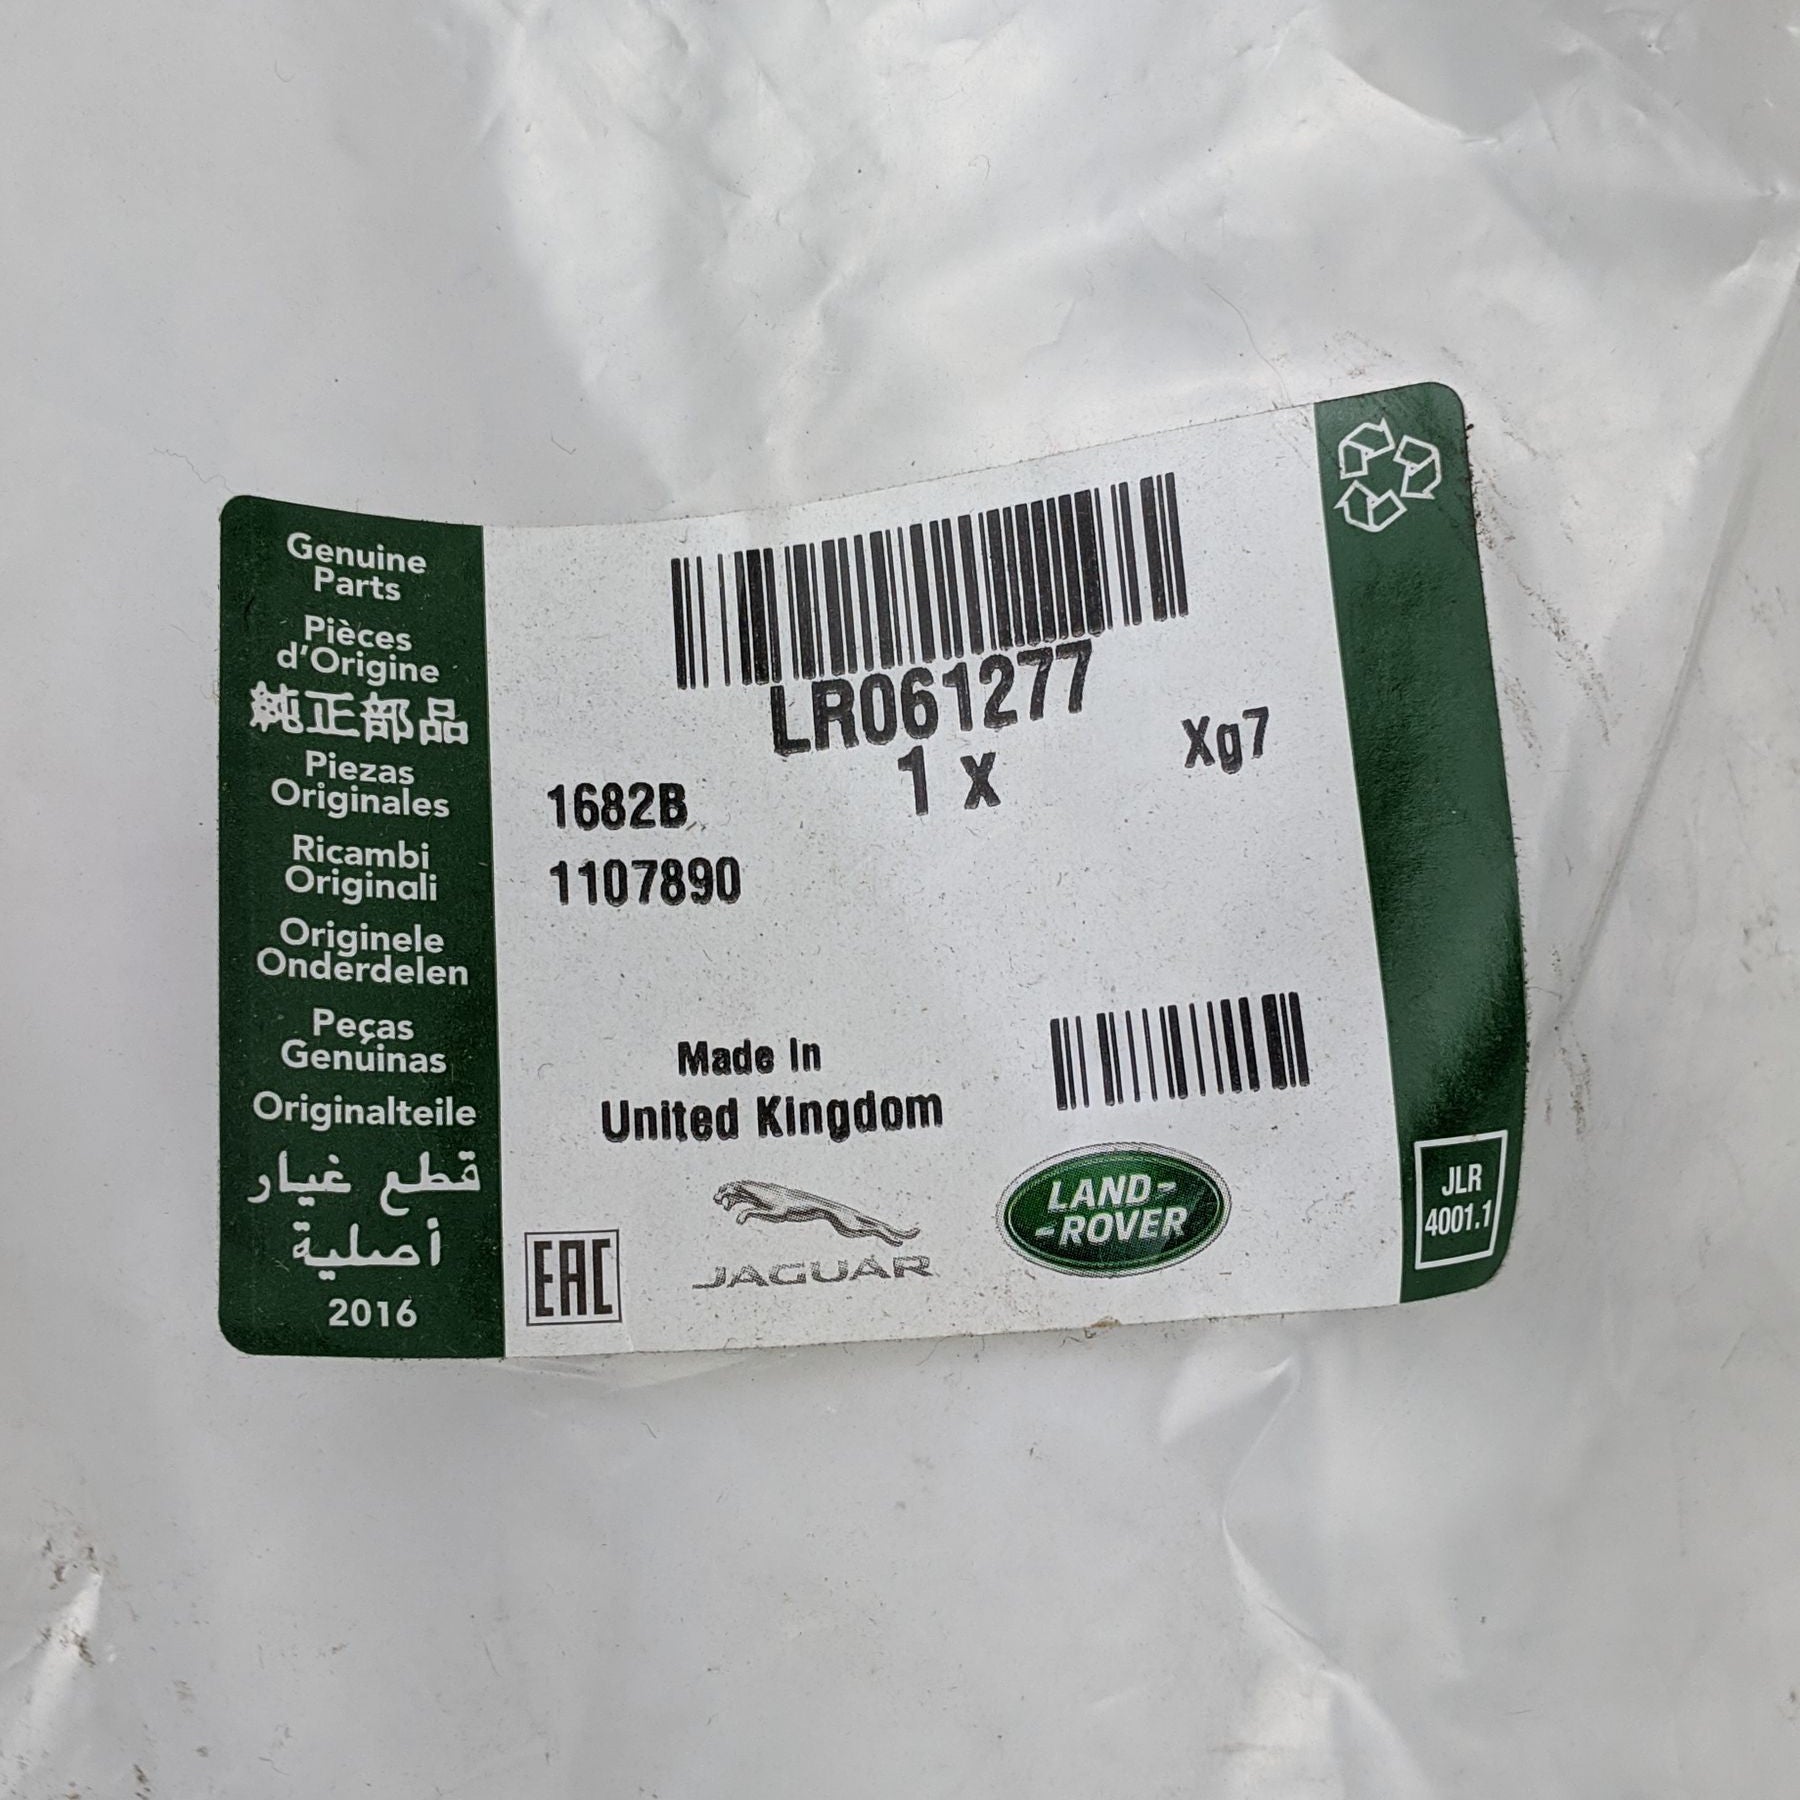 Genuine
Parts
Pièces
d'Origine
純正部品
Piezas
Originales
Ricambi
Originali
Originele
Onderdelen
Peças
Genuinas
Originalteile
قطع غيار
أصلية
2016
LR061277
1 x
Xg7
1682B
1107890
Made In
United Kingdom
EAC
JAGUAR
LAND-
-ROVER
JLR
4001.1